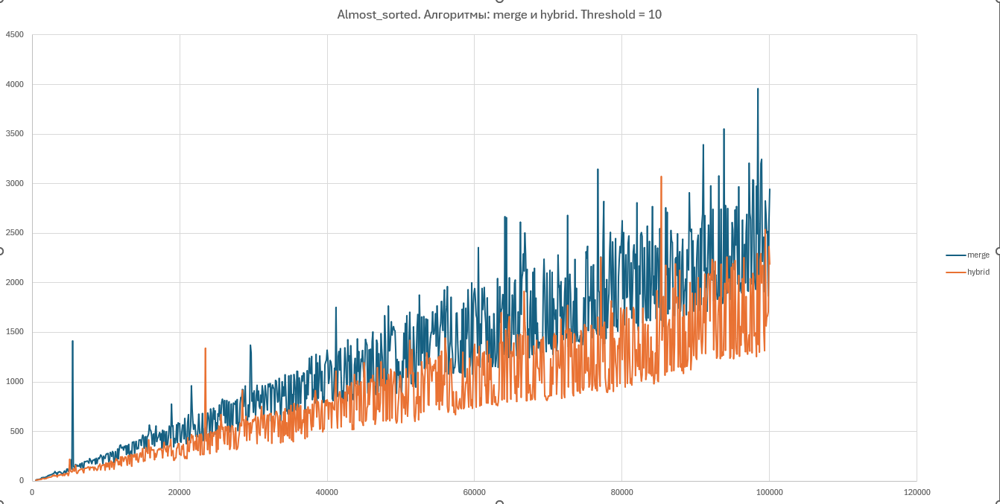 Almost_sorted. Алгоритмы: merge и hybrid. Threshold = 10
4500
4000
3500
3000
2500
2000
1500
1000
500
0
0 20000 40000 60000 80000 100000 120000
merge
hybrid